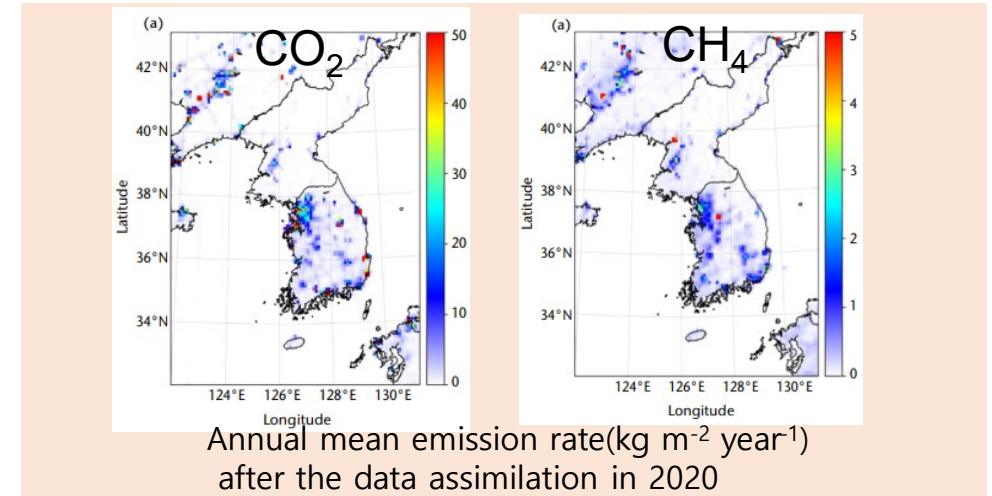 (a)
CO₂
50
40
30
20
10
0
42°N
40°N
38°N
36°N
34°N
Latitude
124°E 126°E 128°E 130°E
Longitude
(a)
CH₄
5
4
3
2
1
0
42°N
40°N
38°N
36°N
34°N
Latitude
124°E 126°E 128°E 130°E
Longitude
Annual mean emission rate(kg m⁻² year⁻¹)
after the data assimilation in 2020